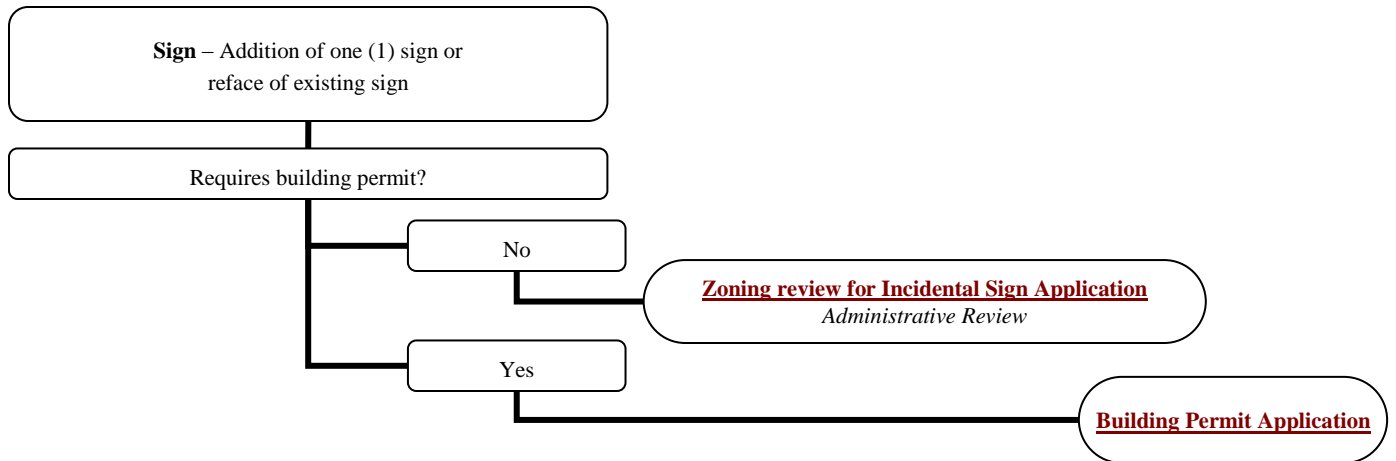 Sign – Addition of one (1) sign or
reface of existing sign
Requires building permit?
No
Zoning review for Incidental Sign Application
Administrative Review
Yes
Building Permit Application